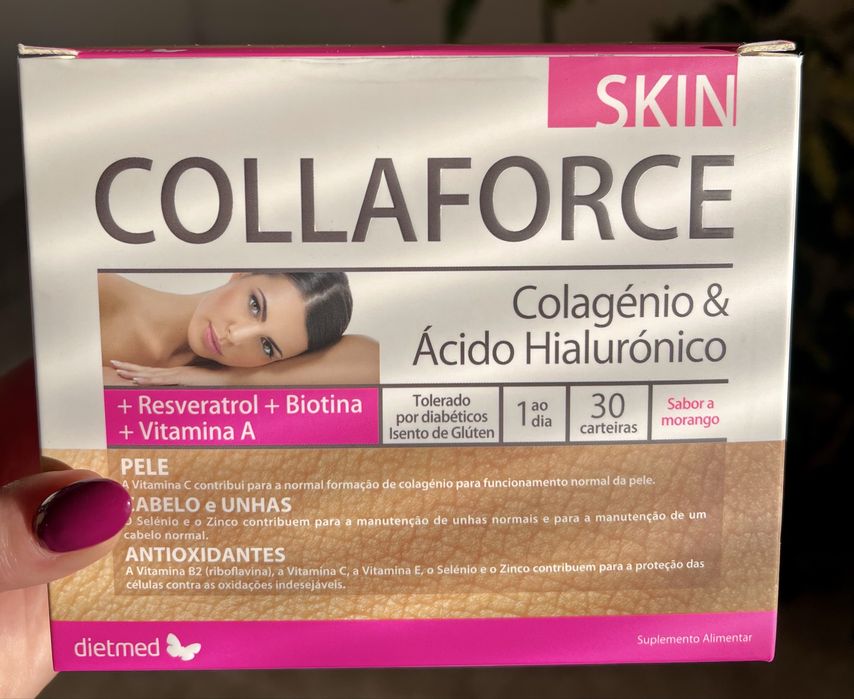 SKIN
COLLAFORCE
Colagénio &
Ácido Hialurónico
+ Resveratrol + Biotina
+ Vitamina A
Tolerado
por diabéticos
Isento de Glúten
1 ao
dia
30
carteiras
Sabor a
morango
PELE
A Vitamina C contribui para a normal formação de colagénio para funcionamento normal da pele.
CABELO e UNHAS
O Selénio e o Zinco contribuem para a manutenção de unhas normais e para a manutenção de um
cabelo normal.
ANTIOXIDANTES
A Vitamina B2 (riboflavina), a Vitamina C, a Vitamina E, o Selénio e o Zinco contribuem para a proteção das
células contra as oxidações indesejáveis.
dietmed
Suplemento Alimentar